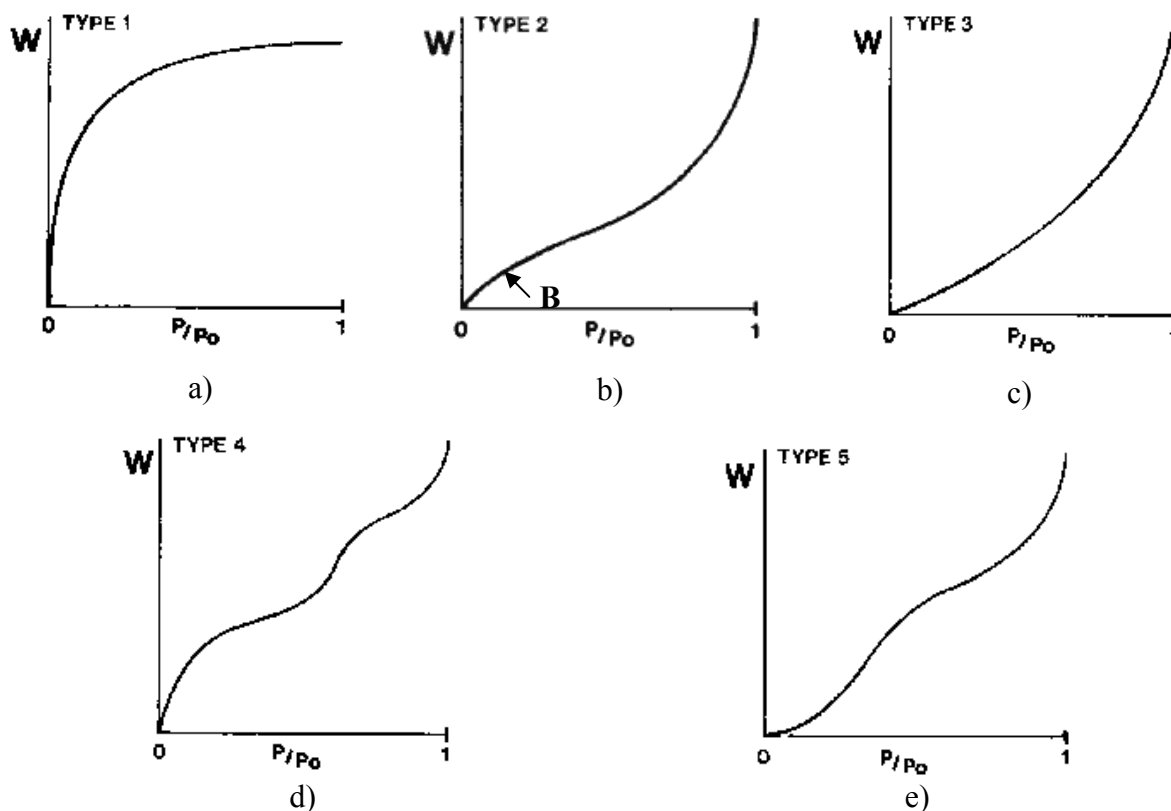 W TYPE 1
0 P/Po 1
a)
W TYPE 2
B
0 P/Po 1
b)
W TYPE 3
0 P/Po 1
c)
W TYPE 4
0 P/Po 1
d)
W TYPE 5
0 P/Po 1
e)